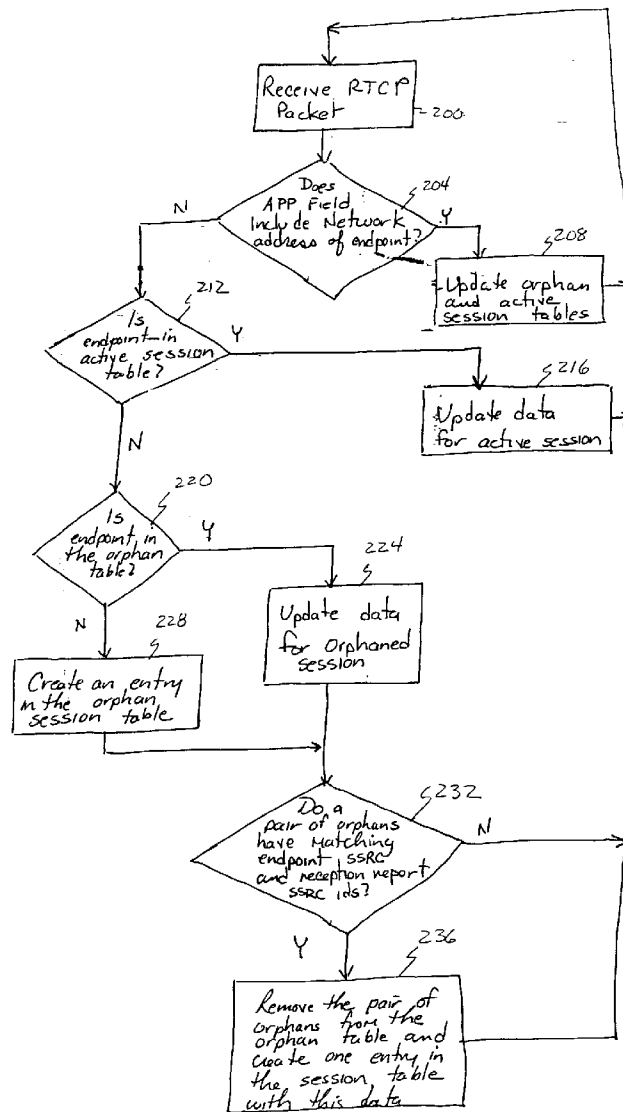 Receive RTCP
Packet
200
Does
APP Field
Include Network
address of endpoint?
204
N
Y
208
Update orphan
and active
session tables
212
Is
endpoint in
active session
table?
Y
216
Update data
for active session
N
220
Is
endpoint in
the orphan
table?
Y
224
Update data
for Orphaned
session
N
228
Create an entry
in the orphan
session table
232
Do a
pair of orphans
have matching
endpoint SSRC
and reception report
SSRC ids?
N
Y
236
Remove the pair of
orphans from the
orphan table and
create one entry in
the session table
with this data